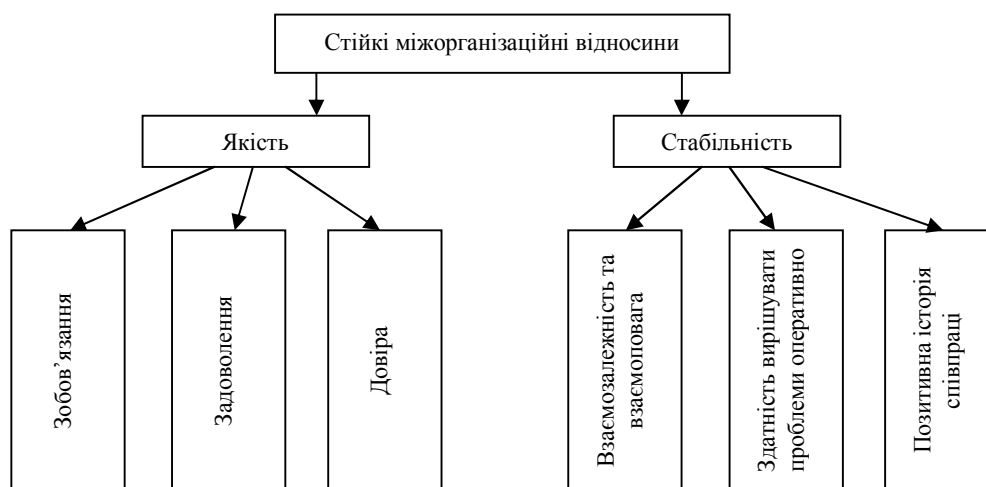 Стійкі міжорганізаційні відносини
Якість
Стабільність
Зобов’язання
Задоволення
Довіра
Взаємозалежність та
взаємоповага
Здатність вирішувати
проблеми оперативно
Позитивна історія
співпраці